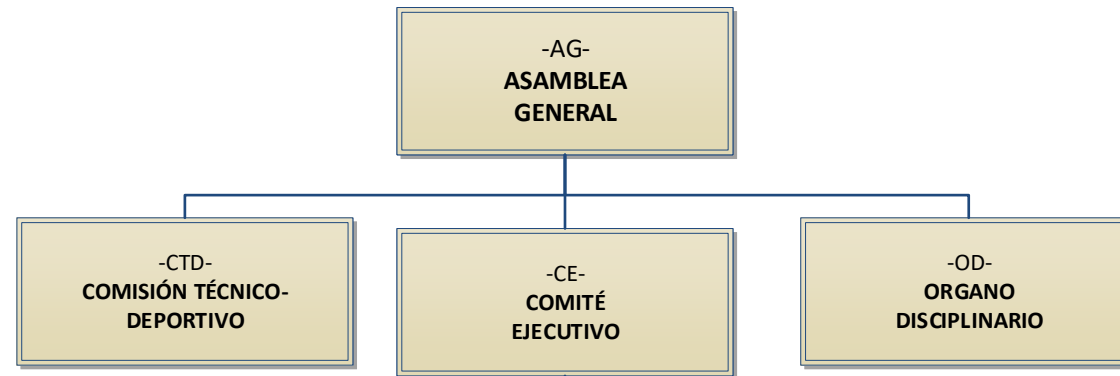 -AG-
ASAMBLEA
GENERAL
-CTD-
COMISIÓN TÉCNICO-
DEPORTIVO
-CE-
COMITÉ
EJECUTIVO
-OD-
ORGANO
DISCIPLINARIO